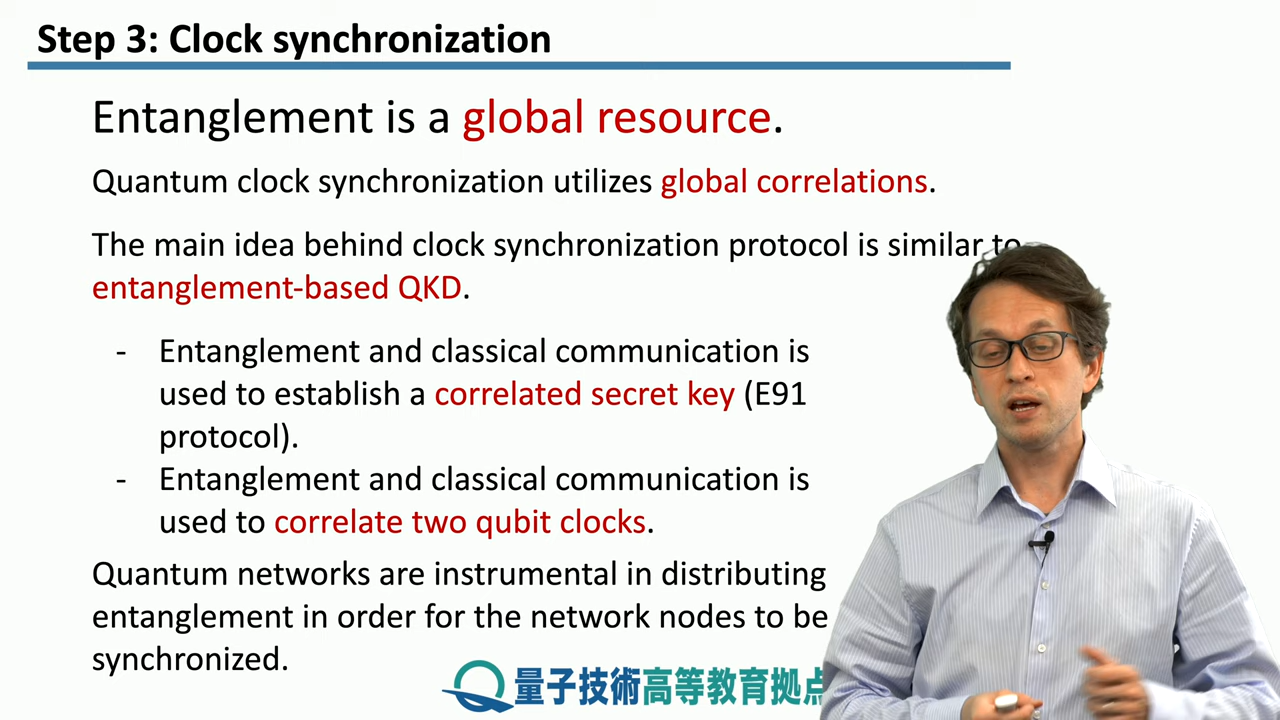 Step 3: Clock synchronization
Entanglement is a global resource.
Quantum clock synchronization utilizes global correlations.
The main idea behind clock synchronization protocol is similar to
entanglement-based QKD.
- Entanglement and classical communication is
used to establish a correlated secret key (E91
protocol).
- Entanglement and classical communication is
used to correlate two qubit clocks.
Quantum networks are instrumental in distributing
entanglement in order for the network nodes to be
synchronized.
量子技術高等教育拠点